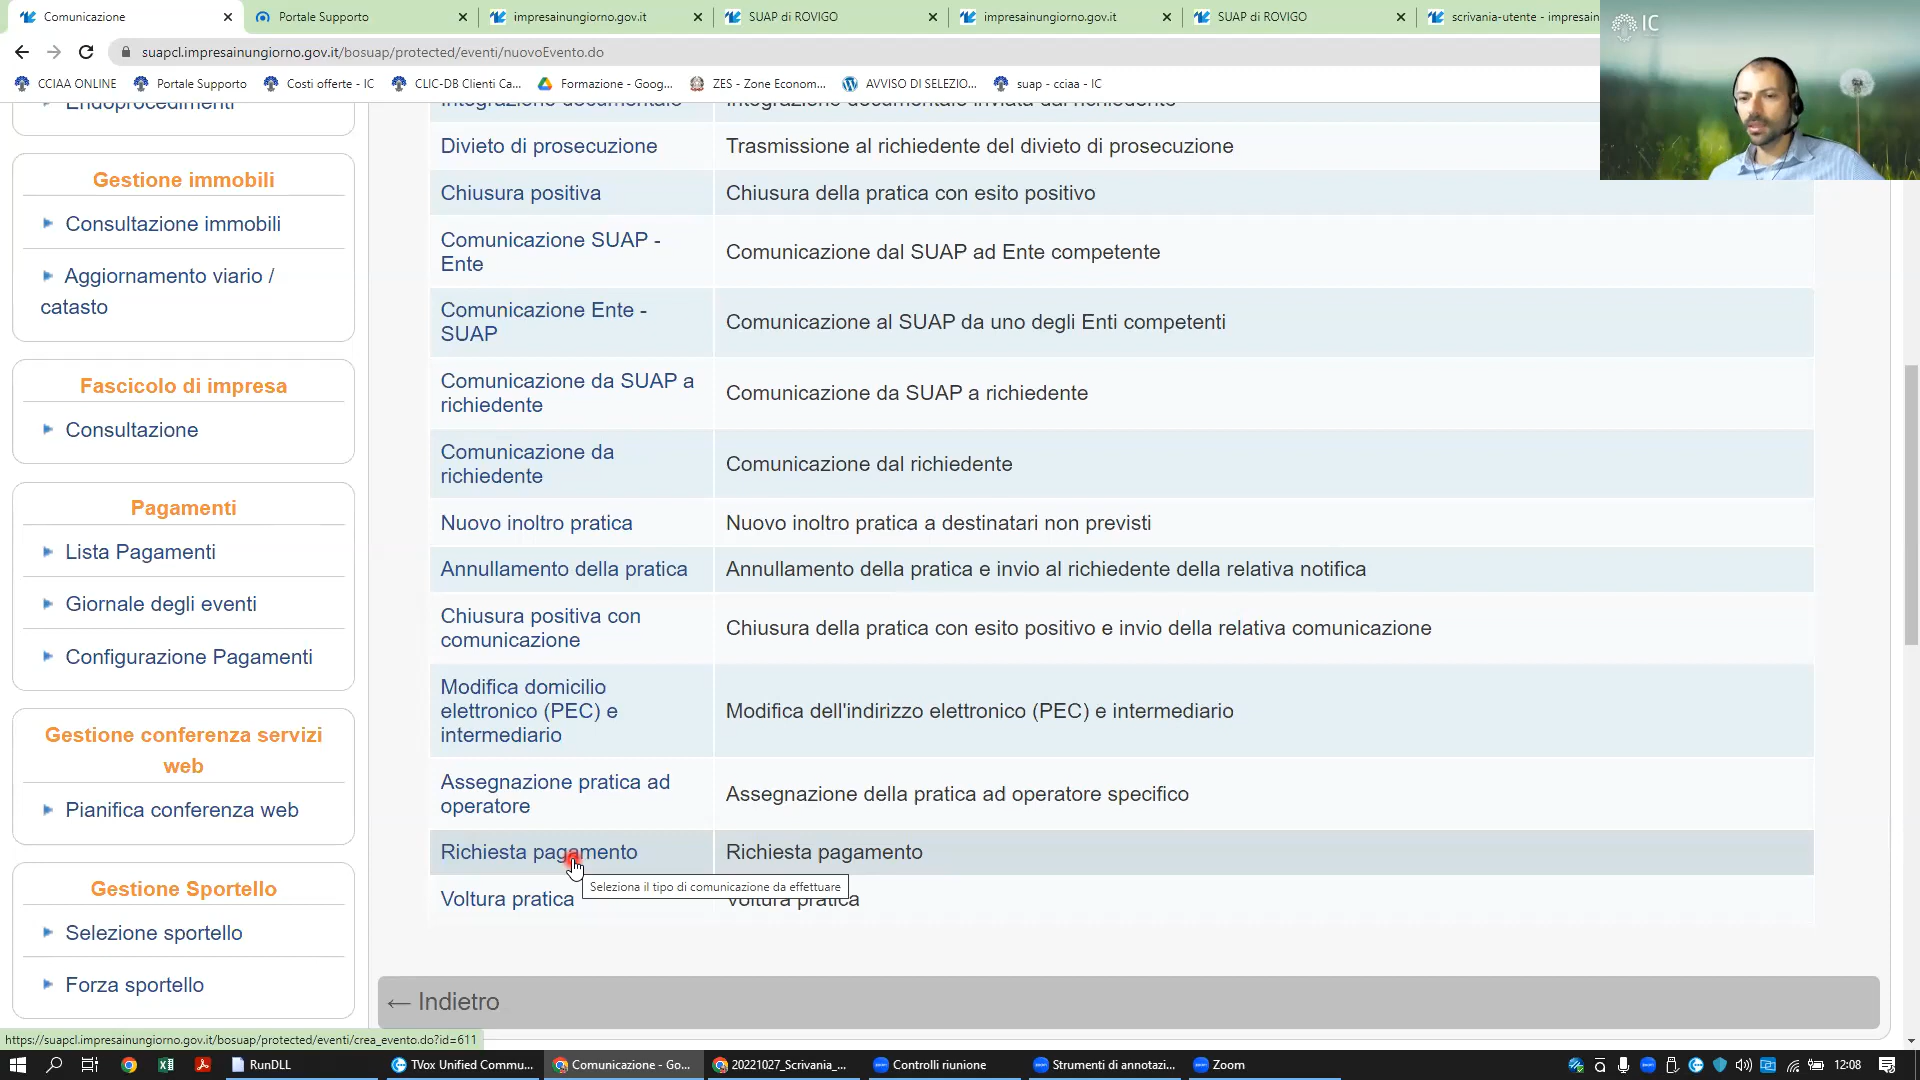 Comunicazione
Portale Supporto
impresainungiorno.gov.it
SUAP di ROVIGO
impresainungiorno.gov.it
SUAP di ROVIGO
scrivania-utente - impresain
IC
suapcl.impresainungiorno.gov.it/bosuap/protected/eventi/nuovoEvento.do
CCIAA ONLINE
Portale Supporto
Costi offerte - IC
CLIC-DB Clienti Ca...
Formazione - Goog...
ZES - Zone Econom...
AVVISO DI SELEZIO...
suap - cciaa - IC
Endoprocedimenti
Gestione immobili
Consultazione immobili
Aggiornamento viario /
catasto
Fascicolo di impresa
Consultazione
Pagamenti
Lista Pagamenti
Giornale degli eventi
Configurazione Pagamenti
Gestione conferenza servizi
web
Pianifica conferenza web
Gestione Sportello
Selezione sportello
Forza sportello
Integrazione documentale
Integrazione documentale inviata dal richiedente
Divieto di prosecuzione
Trasmissione al richiedente del divieto di prosecuzione
Chiusura positiva
Chiusura della pratica con esito positivo
Comunicazione SUAP -
Ente
Comunicazione dal SUAP ad Ente competente
Comunicazione Ente -
SUAP
Comunicazione al SUAP da uno degli Enti competenti
Comunicazione da SUAP a
richiedente
Comunicazione da SUAP a richiedente
Comunicazione da
richiedente
Comunicazione dal richiedente
Nuovo inoltro pratica
Nuovo inoltro pratica a destinatari non previsti
Annullamento della pratica
Annullamento della pratica e invio al richiedente della relativa notifica
Chiusura positiva con
comunicazione
Chiusura della pratica con esito positivo e invio della relativa comunicazione
Modifica domicilio
elettronico (PEC) e
intermediario
Modifica dell'indirizzo elettronico (PEC) e intermediario
Assegnazione pratica ad
operatore
Assegnazione della pratica ad operatore specifico
Richiesta pagamento
Richiesta pagamento
Seleziona il tipo di comunicazione da effettuare
Voltura pratica
Voltura pratica
← Indietro
https://suapcl.impresainungiorno.gov.it/bosuap/protected/eventi/crea_evento.do?id=611
RunDLL
TVox Unified Commu...
Comunicazione - Go...
20221027_Scrivania_...
Controlli riunione
Strumenti di annotazi...
Zoom
12:08